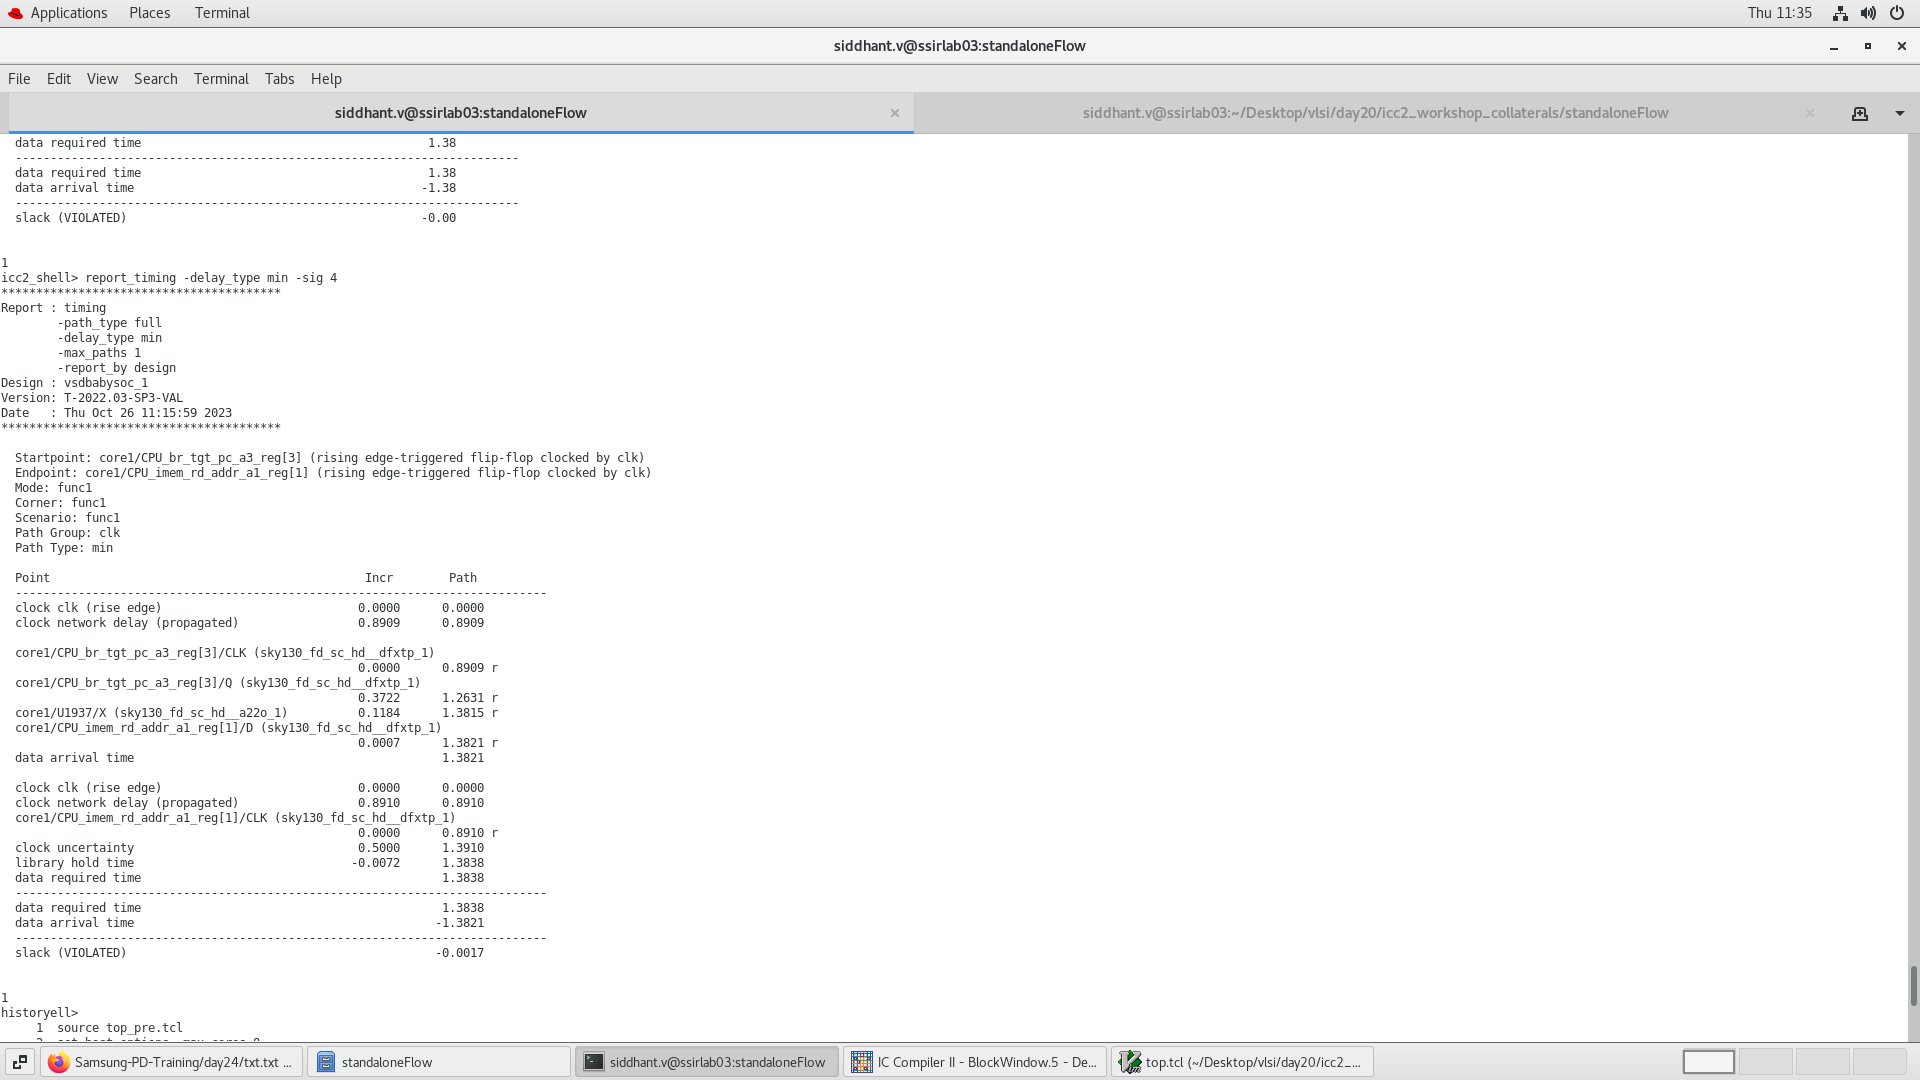 Applications Places Terminal Thu 11:35
siddhant.v@ssirlab03:standaloneFlow
File Edit View Search Terminal Tabs Help
siddhant.v@ssirlab03:standaloneFlow siddhant.v@ssirlab03:~/Desktop/vlsi/day20/icc2_workshop_collaterals/standaloneFlow
data required time 1.38
------------------------------------------------------------------------
data required time 1.38
data arrival time -1.38
------------------------------------------------------------------------
slack (VIOLATED) -0.00
1
icc2_shell> report_timing -delay_type min -sig 4
****************************************
Report : timing
-path_type full
-delay_type min
-max_paths 1
-report_by design
Design : vsdbabysoc_1
Version: T-2022.03-SP3-VAL
Date : Thu Oct 26 11:15:59 2023
****************************************
Startpoint: core1/CPU_br_tgt_pc_a3_reg[3] (rising edge-triggered flip-flop clocked by clk)
Endpoint: core1/CPU_imem_rd_addr_a1_reg[1] (rising edge-triggered flip-flop clocked by clk)
Mode: func1
Corner: func1
Scenario: func1
Path Group: clk
Path Type: min
Point Incr Path
----------------------------------------------------------------------------
clock clk (rise edge) 0.0000 0.0000
clock network delay (propagated) 0.8909 0.8909
core1/CPU_br_tgt_pc_a3_reg[3]/CLK (sky130_fd_sc_hd__dfxtp_1)
0.0000 0.8909 r
core1/CPU_br_tgt_pc_a3_reg[3]/Q (sky130_fd_sc_hd__dfxtp_1)
0.3722 1.2631 r
core1/U1937/X (sky130_fd_sc_hd__a22o_1) 0.1184 1.3815 r
core1/CPU_imem_rd_addr_a1_reg[1]/D (sky130_fd_sc_hd__dfxtp_1)
0.0007 1.3821 r
data arrival time 1.3821
clock clk (rise edge) 0.0000 0.0000
clock network delay (propagated) 0.8910 0.8910
core1/CPU_imem_rd_addr_a1_reg[1]/CLK (sky130_fd_sc_hd__dfxtp_1)
0.0000 0.8910 r
clock uncertainty 0.5000 1.3910
library hold time -0.0072 1.3838
data required time 1.3838
----------------------------------------------------------------------------
data required time 1.3838
data arrival time -1.3821
----------------------------------------------------------------------------
slack (VIOLATED) -0.0017
1
historyell>
1 source top_pre.tcl
Samsung-PD-Training/day24/txt.txt ... standaloneFlow siddhant.v@ssirlab03:standaloneFlow IC Compiler II - BlockWindow.5 - De... top.tcl (~/Desktop/vlsi/day20/icc2_...